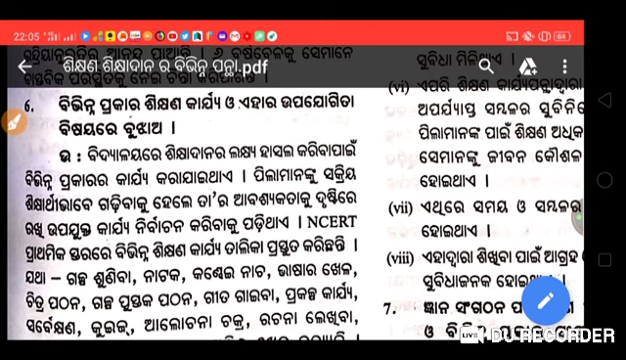 22:05
ଶିକ୍ଷଣ ଶିକ୍ଷାଦାନ ର ବିଭିନ୍ନ ପନ୍ଥା.pdf
6. ବିଭିନ୍ନ ପ୍ରକାର ଶିକ୍ଷଣ କାର୍ଯ୍ୟ ଓ ଏହାର ଉପଯୋଗିତା
ବିଷୟରେ ବୁଝାଅ ।
ଉ : ବିଦ୍ୟାଳୟରେ ଶିକ୍ଷାଦାନର ଲକ୍ଷ୍ୟ ହାସଲ କରିବାପାଇଁ
ବିଭିନ୍ନ ପ୍ରକାରର କାର୍ଯ୍ୟ କରାଯାଇଥାଏ । ପିଲାମାନଙ୍କୁ ସକ୍ରିୟ
ଶିକ୍ଷାର୍ଥୀଭାବେ ଗଢ଼ିବାକୁ ହେଲେ ତା'ର ଆବଶ୍ୟକତାକୁ ଦୃଷ୍ଟିରେ
ରଖି ଉପଯୁକ୍ତ କାର୍ଯ୍ୟ ନିର୍ବାଚନ କରିବାକୁ ପଡ଼ିଥାଏ । NCERT
ପ୍ରାଥମିକ ସ୍ତରରେ ବିଭିନ୍ନ ଶିକ୍ଷଣ କାର୍ଯ୍ୟ ତାଲିକା ପ୍ରସ୍ତୁତ କରିଛନ୍ତି ।
ଯଥା – ଗଳ୍ପ ଶୁଣିବା, ନାଟକ, କଣ୍ଢେଇ ନାଚ, ଭାଷାର ଖେଳ,
ଚିତ୍ର ପଠନ, ଗଳ୍ପ ପୁସ୍ତକ ପଠନ, ଗୀତ ଗାଇବା, ପ୍ରକଳ୍ପ କାର୍ଯ୍ୟ,
ସର୍ବେକ୍ଷଣ, କୁଇଜ୍, ଆଲୋଚନା ଚକ୍ର, ରଚନା ଲେଖିବା,
ସୁବିଧା ମିଳିଥାଏ ।
(vi) ଏପରି ଶିକ୍ଷଣ
ଅପର୍ଯ୍ୟାପ୍ତ ସମ୍ବଳର
ପିଲାମାନଙ୍କ ପାଇଁ ଶିକ୍ଷଣ
ସେମାନଙ୍କୁ ଜୀବନ କୌଶଳ
ହୋଇଥାଏ ।
(vii) ଏଥିରେ ସମୟ ଓ ସମ୍ବଳର
ହୋଇଥାଏ ।
(viii) ଏହାଦ୍ୱାରା ଶିଖିବା ପାଇଁ ଆଗ୍ରହ
ସୁବିଧାଜନକ
7. ଜ୍ଞାନ ସଂଗଠନ
DU RECORDER